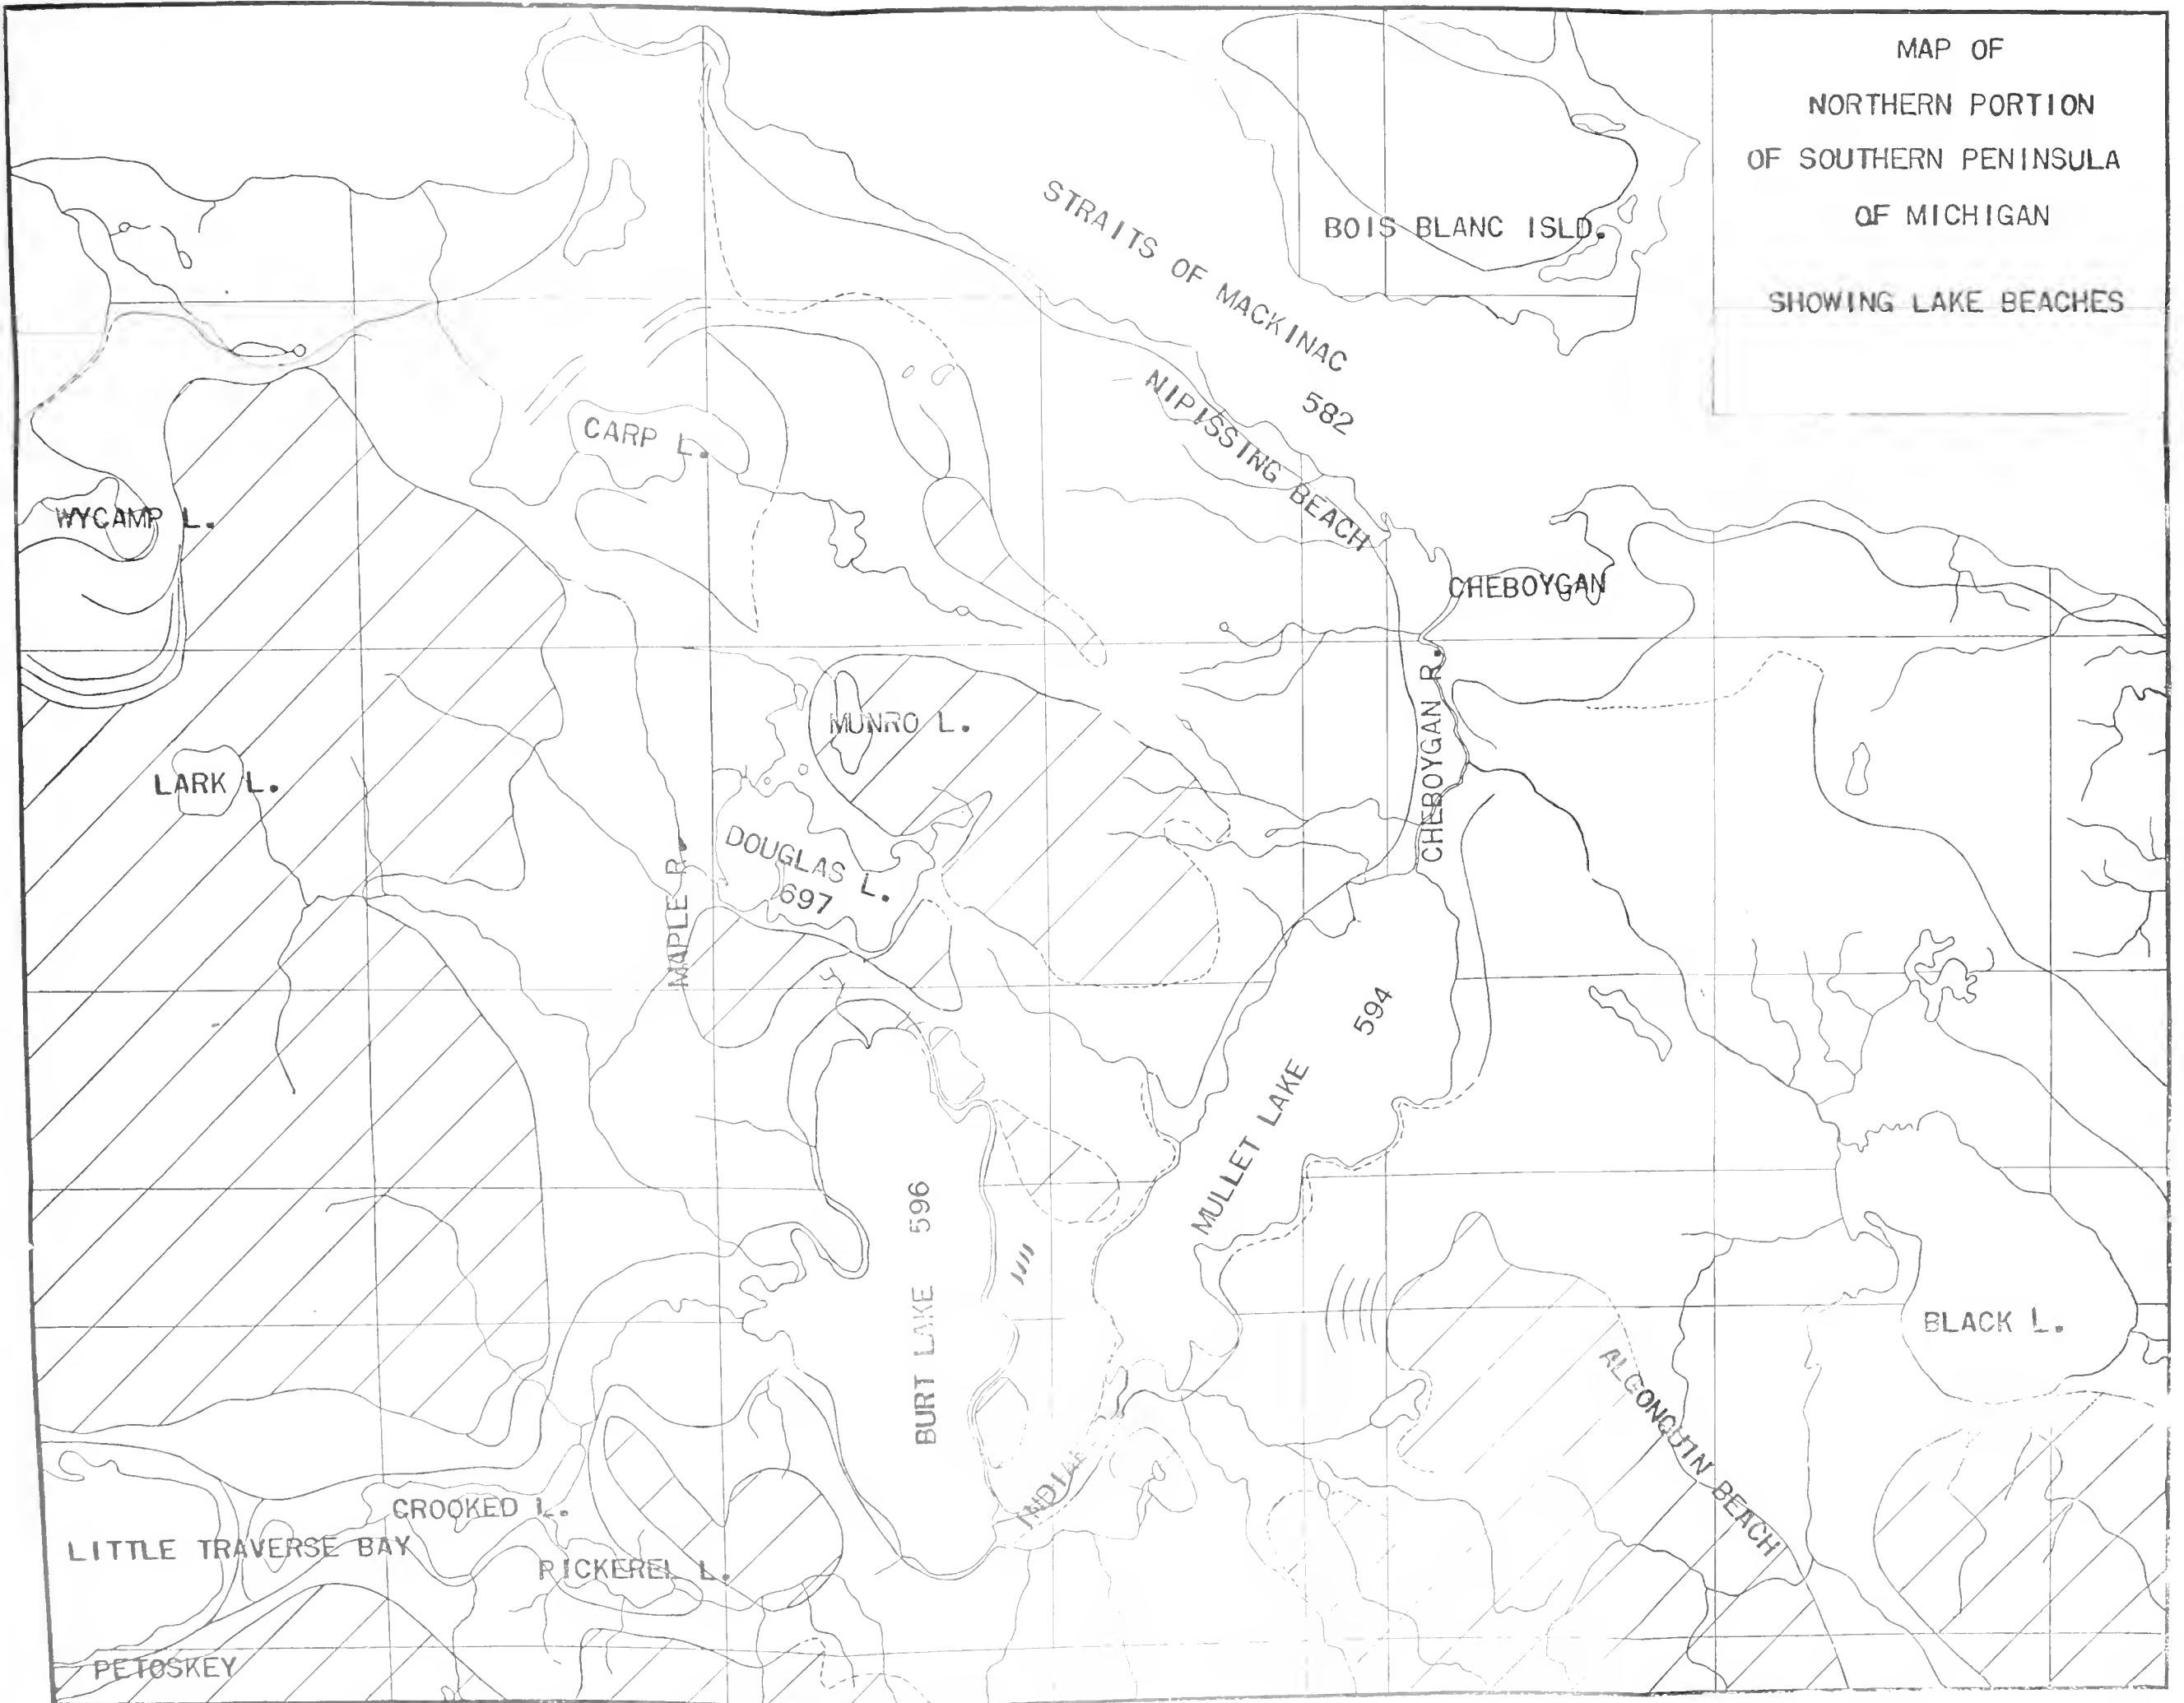 MAP OF
NORTHERN PORTION
OF SOUTHERN PENINSULA
OF MICHIGAN
SHOWING LAKE BEACHES
BOIS BLANC ISLD.
STRAITS OF MACKINAC
582
NIPISSING BEACH
CARP L.
WYCAMP L.
CHEBOYGAN
CHEBOYGAN R.
MUNRO L.
LARK L.
DOUGLAS L.
697
MAPLE R.
MULLET LAKE 594
BURT LAKE 596
BLACK L.
ALGONQUIN BEACH
INDIAN
CROOKED L.
LITTLE TRAVERSE BAY
PICKEREL L.
PETOSKEY